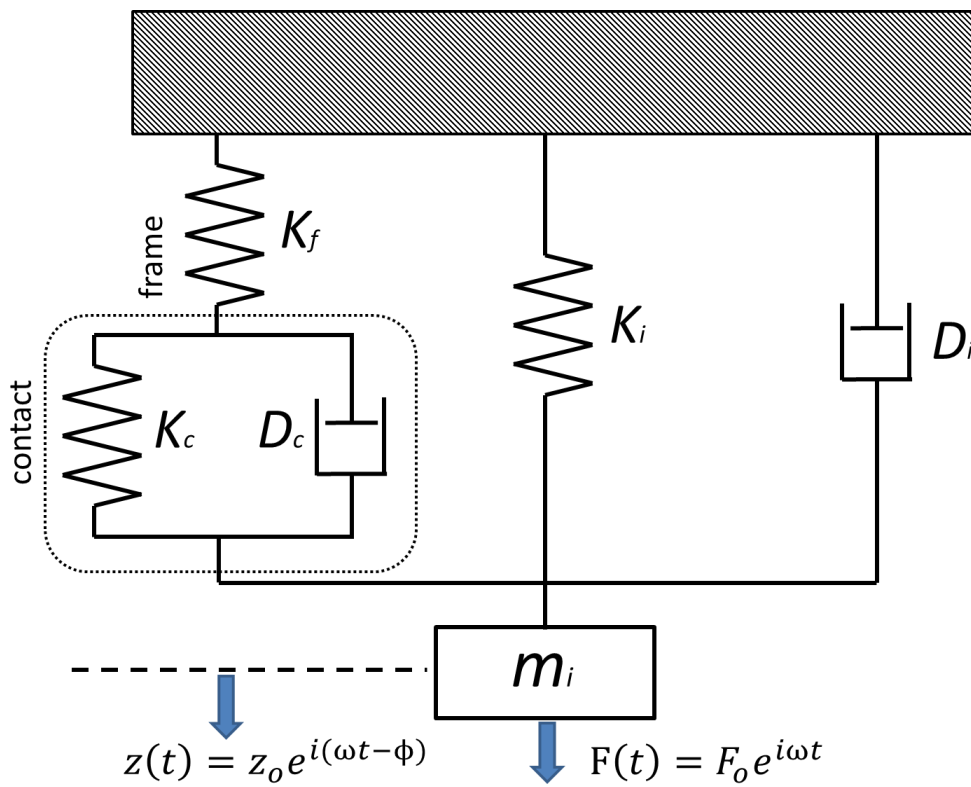 frame
K_f
contact
K_c
D_c
K_i
D_i
m_i
z(t) = z_o e^{i(ωt−ϕ)}
F(t) = F_o e^{iωt}